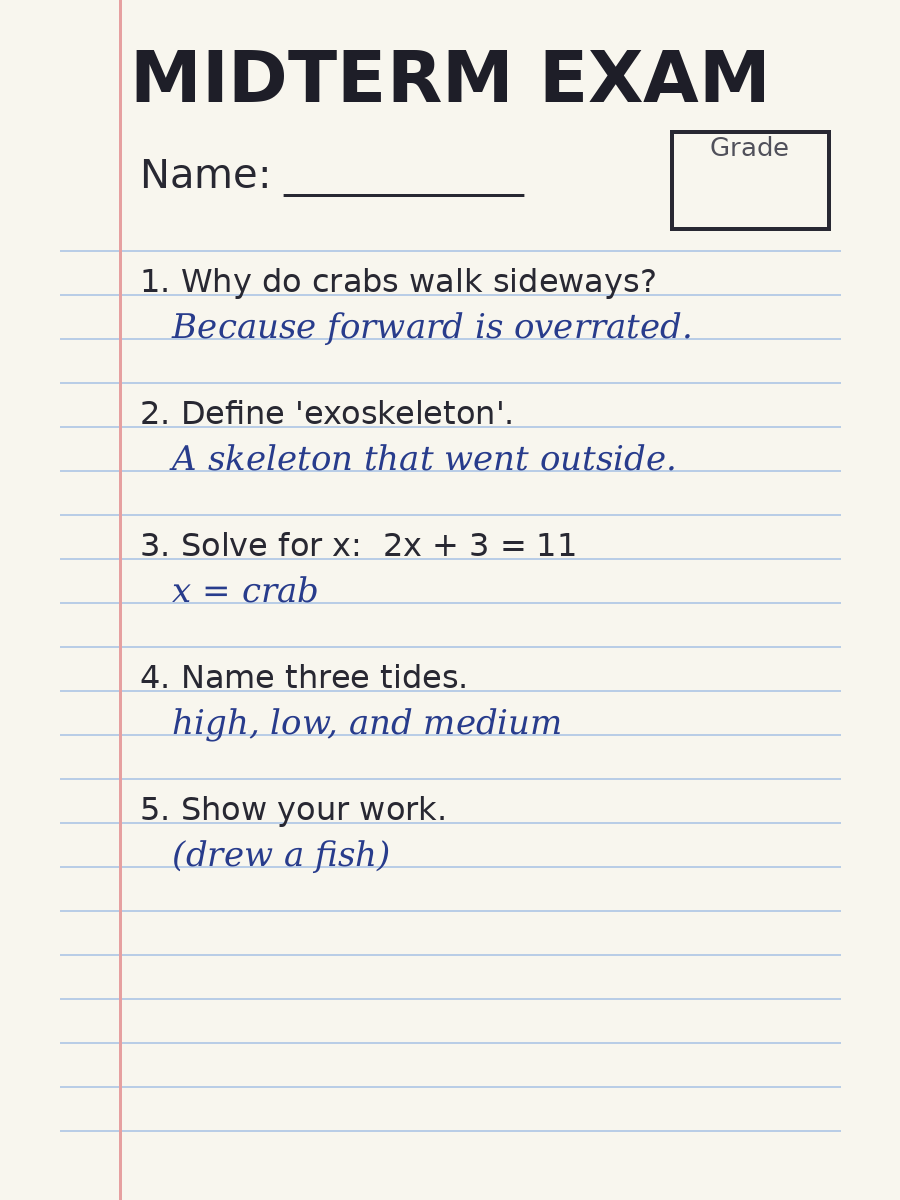 MIDTERM EXAM
Name: _______________
Grade
1. Why do crabs walk sideways?
Because forward is overrated.
2. Define 'exoskeleton'.
A skeleton that went outside.
3. Solve for x:  2x + 3 = 11
x = crab
4. Name three tides.
high, low, and medium
5. Show your work.
(drew a fish)